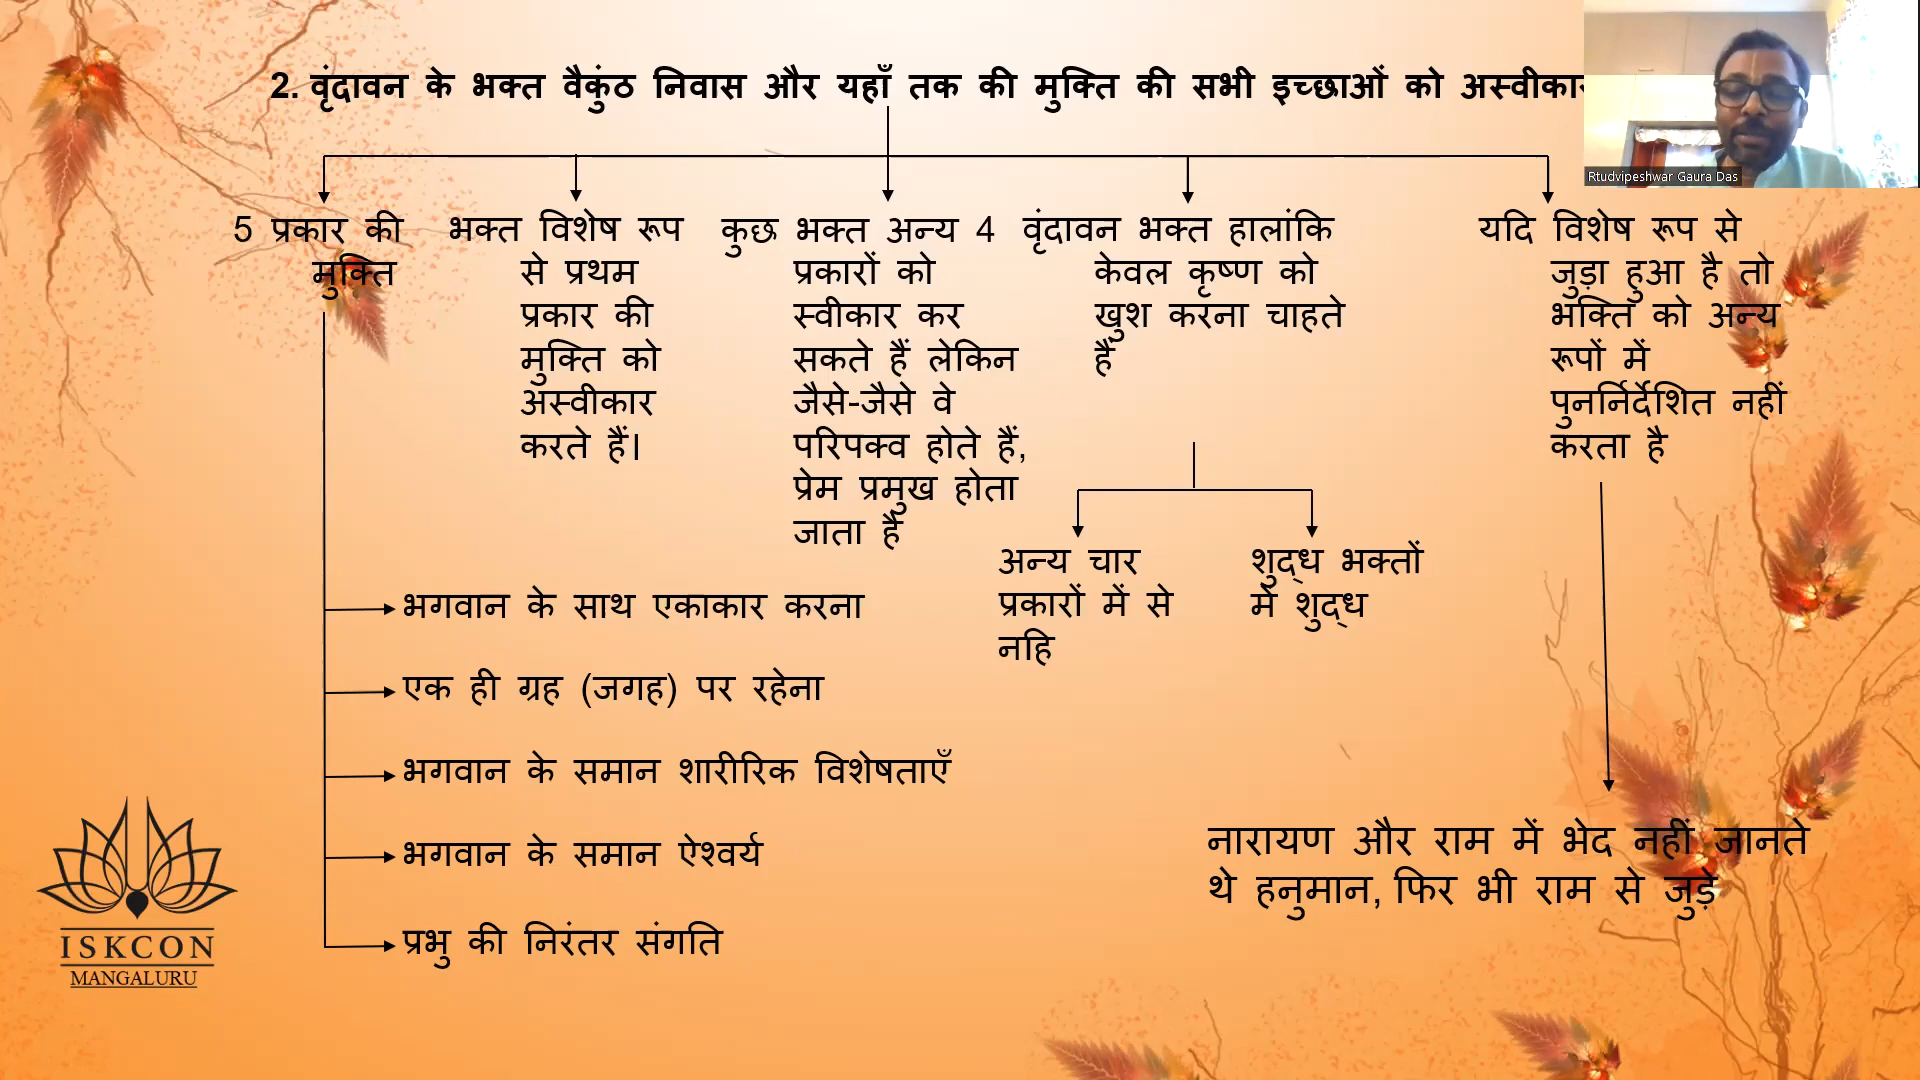 2. वृंदावन के भक्त वैकुंठ निवास और यहाँ तक की मुक्ति की सभी इच्छाओं को
Rtudvipeshwar Gaura Das
5 प्रकार की
मुक्ति
भक्त विशेष रूप
से प्रथम
प्रकार की
मुक्ति को
अस्वीकार
करते हैं।
कुछ भक्त अन्य 4
प्रकारों को
स्वीकार कर
सकते हैं लेकिन
जैसे-जैसे वे
परिपक्व होते हैं,
प्रेम प्रमुख होता
जाता है
वृंदावन भक्त हालांकि
केवल कृष्ण को
खुश करना चाहते
हैं
अन्य चार
प्रकारों में से
नहि
शुद्ध भक्तों
में शुद्ध
यदि विशेष रूप से
जुड़ा हुआ है तो
भक्ति को अन्य
रूपों में
पुनर्निर्देशित नहीं
करता है
भगवान के साथ एकाकार करना
एक ही ग्रह (जगह) पर रहेना
भगवान के समान शारीरिक विशेषताएँ
भगवान के समान ऐश्वर्य
प्रभु की निरंतर संगति
नारायण और राम में भेद नहीं जानते
थे हनुमान, फिर भी राम से जुड़े
ISKCON
MANGALURU